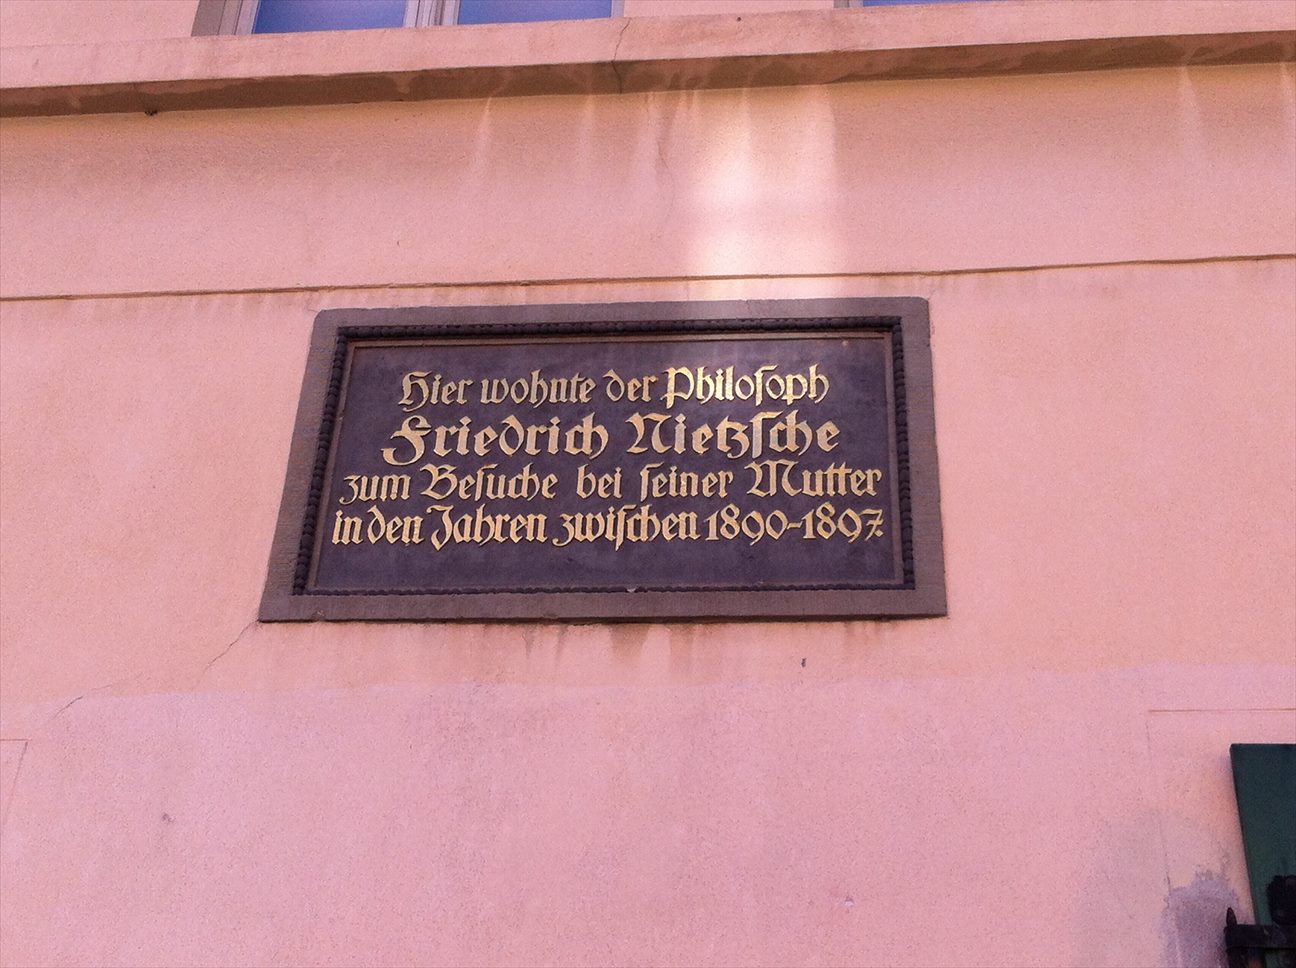 Hier wohnte der Philoſoph
Friedrich Nietzſche
zum Beſuche bei ſeiner Mutter
in den Jahren zwiſchen 1890-1897